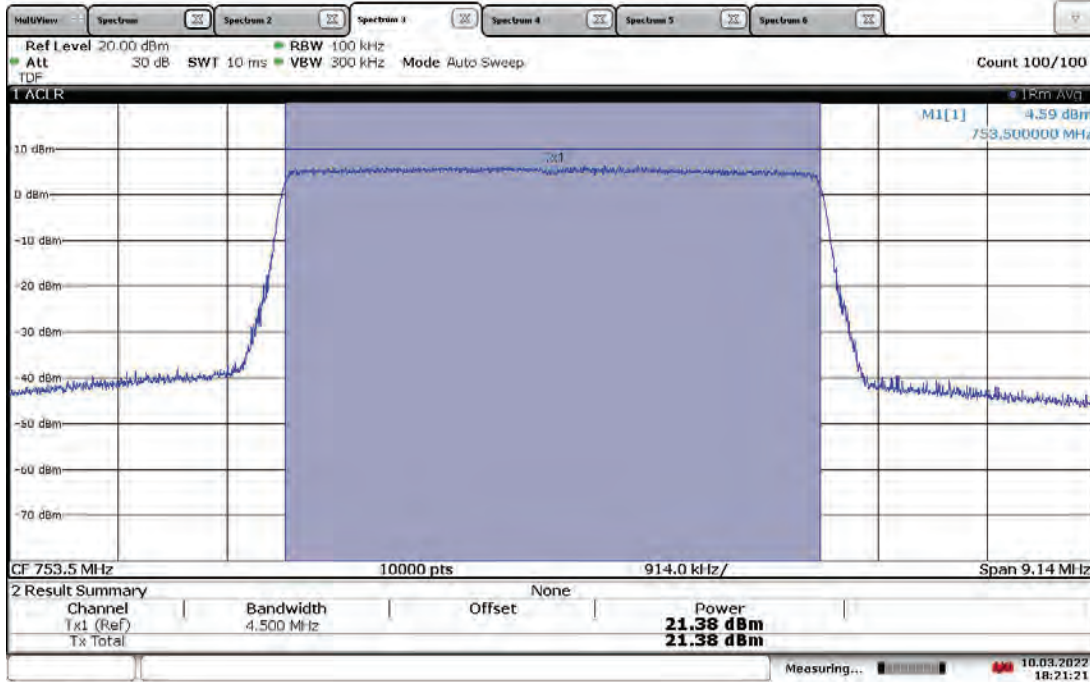 MultiView Spectrum Spectrum 2 Spectrum 3 Spectrum 4 Spectrum 5 Spectrum 6
Ref Level 20.00 dBm RBW 100 kHz
Att 30 dB SWT 10 ms VBW 300 kHz Mode Auto Sweep Count 100/100
TDF
1 ACLR 1Rm Avg
M1[1] 4.59 dBm
753.500000 MHz
10 dBm
Tx1
0 dBm
-10 dBm
-20 dBm
-30 dBm
-40 dBm
-50 dBm
-60 dBm
-70 dBm
CF 753.5 MHz 10000 pts 914.0 kHz/ Span 9.14 MHz
2 Result Summary None
Channel Bandwidth Offset Power
Tx1 (Ref) 4.500 MHz 21.38 dBm
Tx Total 21.38 dBm
Measuring... 10.03.2022
18:21:21